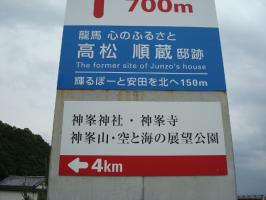 700m
龍馬 心のふるさと
高松 順蔵 邸跡
The former site of Junzo's house
輝るぽーと安田を北へ150m
神峯神社・神峯寺
神峯山・空と海の展望公園
4km